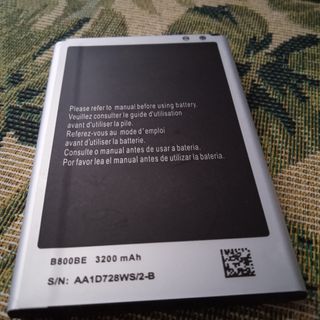 Please refer to manual before using battery.
Veuillez consulter le guide d'utilisation
avant d'utiliser la pile.
Referez-vous au mode d'emploi
avant d'utiliser la batterie.
Consulte o manual antes de usar a bateria.
Por favor lea el manual antes de utilizar la bateria.
B800BE 3200 mAh
S/N: AA1D728WS/2-B